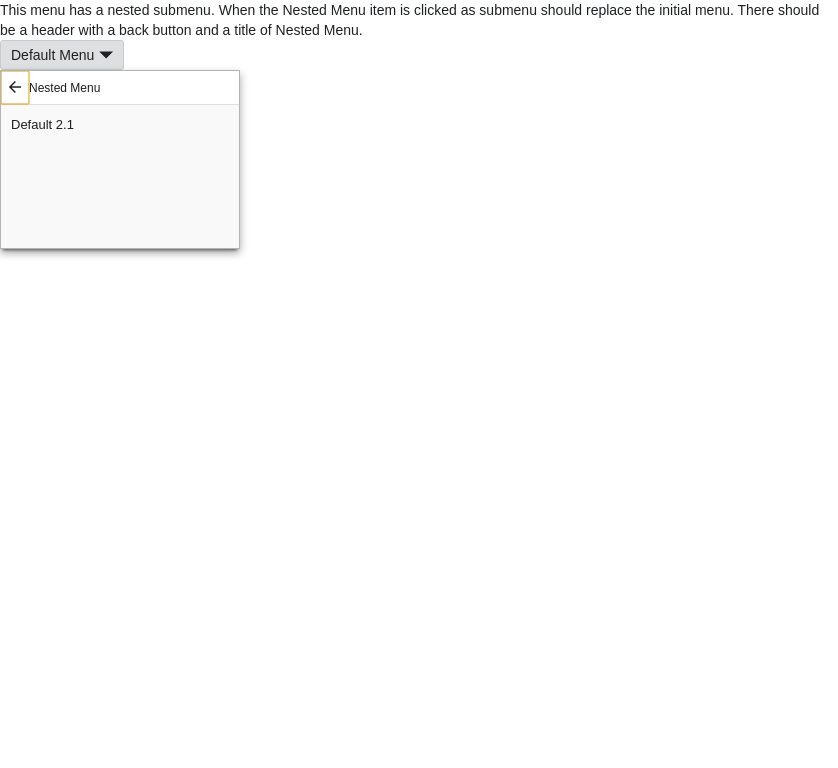 This menu has a nested submenu. When the Nested Menu item is clicked as submenu should replace the initial menu. There should
be a header with a back button and a title of Nested Menu.
Default Menu
Nested Menu
Default 2.1